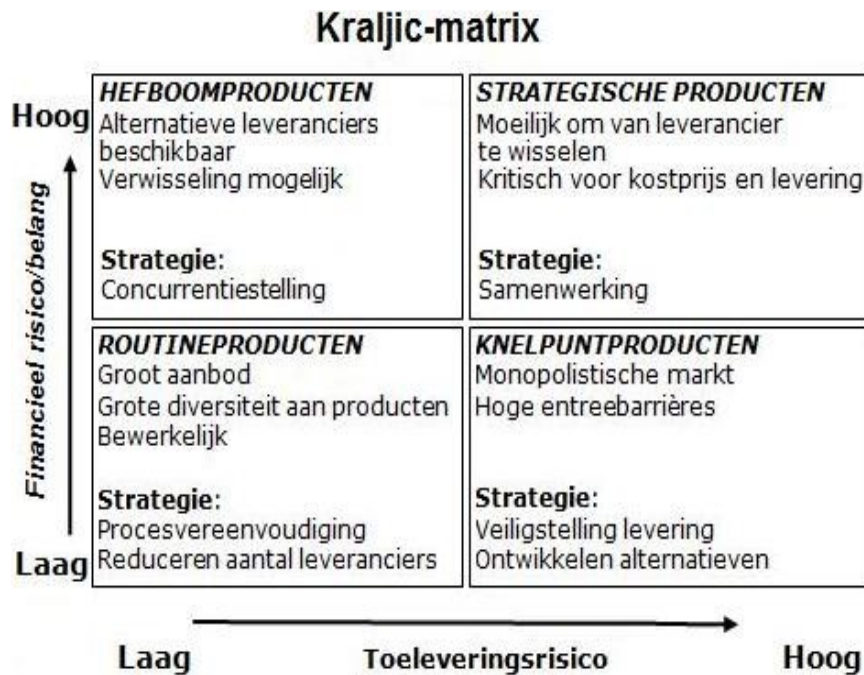 Kraljic-matrix
Hoog
Financieel risico/belang
Laag
HEFBOOMPRODUCTEN
Alternatieve leveranciers
beschikbaar
Verwisseling mogelijk
Strategie:
Concurrentiestelling
STRATEGISCHE PRODUCTEN
Moeilijk om van leverancier
te wisselen
Kritisch voor kostprijs en levering
Strategie:
Samenwerking
ROUTINEPRODUCTEN
Groot aanbod
Grote diversiteit aan producten
Bewerkelijk
Strategie:
Procesvereenvoudiging
Reduceren aantal leveranciers
KNELPUNTPRODUCTEN
Monopolistische markt
Hoge entreebarrières
Strategie:
Veiligstelling levering
Ontwikkelen alternatieven
Laag
Toeleveringsrisico
Hoog